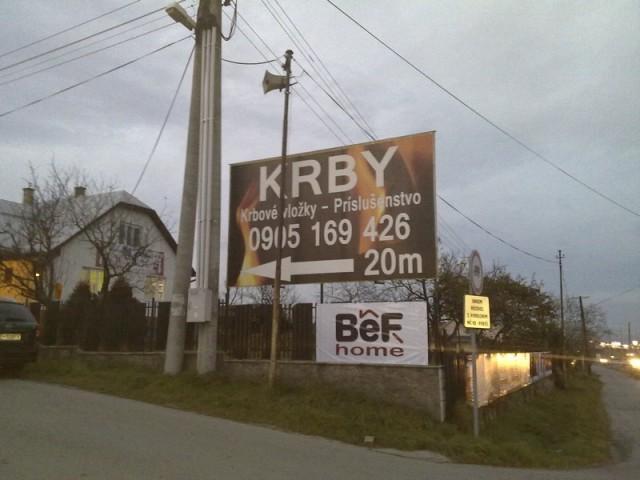 KRBY
Krbové vložky – Príslušenstvo
0905 169 426
20m
BeF
home